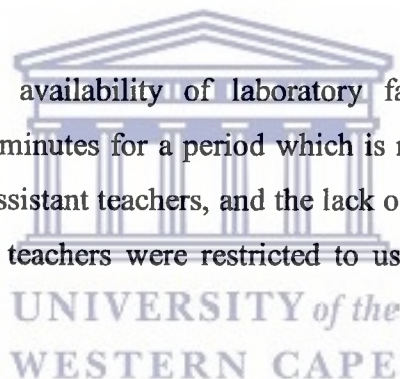 availability of laboratory fa
minutes for a period which is r
ssistant teachers, and the lack o
teachers were restricted to us
UNIVERSITY of the
WESTERN CAPE